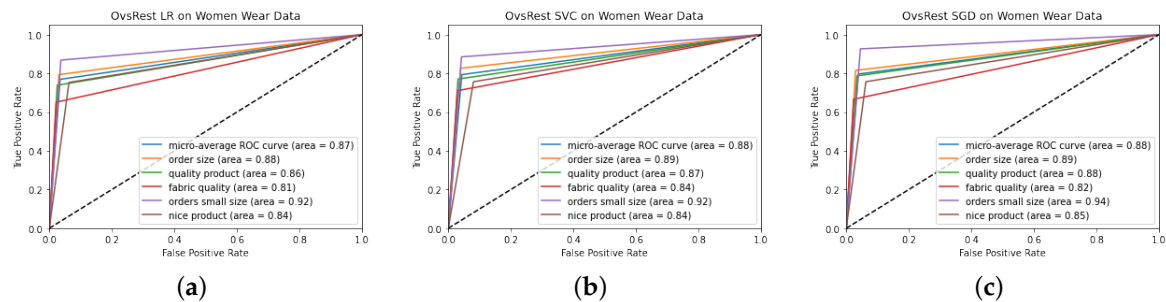 OvsRest LR on Women Wear Data
True Positive Rate
1.0
0.8
0.6
0.4
0.2
0.0
micro-average ROC curve (area = 0.87)
order size (area = 0.88)
quality product (area = 0.86)
fabric quality (area = 0.81)
orders small size (area = 0.92)
nice product (area = 0.84)
0.0 0.2 0.4 0.6 0.8 1.0
False Positive Rate
(a)
OvsRest SVC on Women Wear Data
True Positive Rate
1.0
0.8
0.6
0.4
0.2
0.0
micro-average ROC curve (area = 0.88)
order size (area = 0.89)
quality product (area = 0.87)
fabric quality (area = 0.84)
orders small size (area = 0.92)
nice product (area = 0.84)
0.0 0.2 0.4 0.6 0.8 1.0
False Positive Rate
(b)
OvsRest SGD on Women Wear Data
True Positive Rate
1.0
0.8
0.6
0.4
0.2
0.0
micro-average ROC curve (area = 0.88)
order size (area = 0.89)
quality product (area = 0.88)
fabric quality (area = 0.82)
orders small size (area = 0.94)
nice product (area = 0.85)
0.0 0.2 0.4 0.6 0.8 1.0
False Positive Rate
(c)